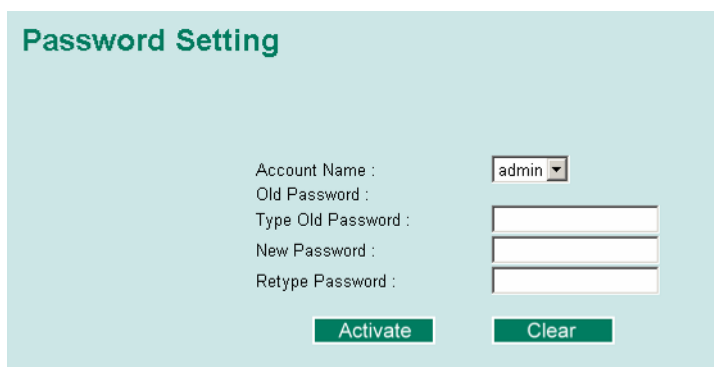 Password Setting
Account Name : admin
Old Password :
Type Old Password :
New Password :
Retype Password :
Activate Clear